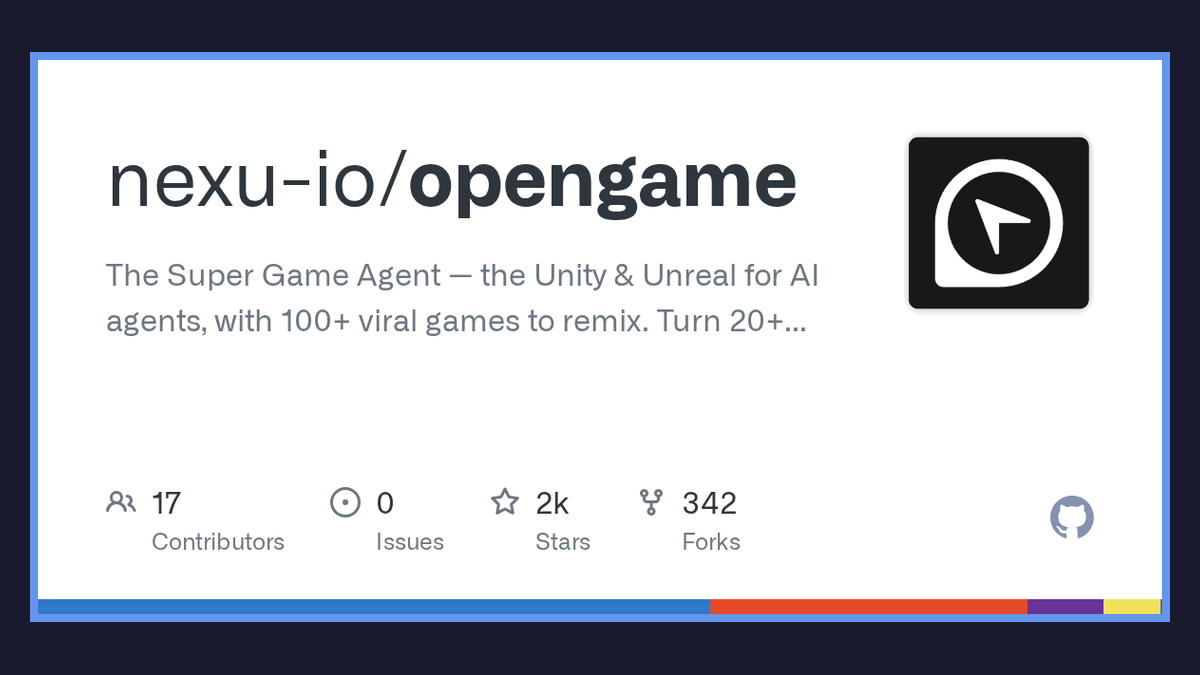 nexu-io/opengame
The Super Game Agent — the Unity & Unreal for AI
agents, with 100+ viral games to remix. Turn 20+...
17
Contributors
0
Issues
2k
Stars
342
Forks